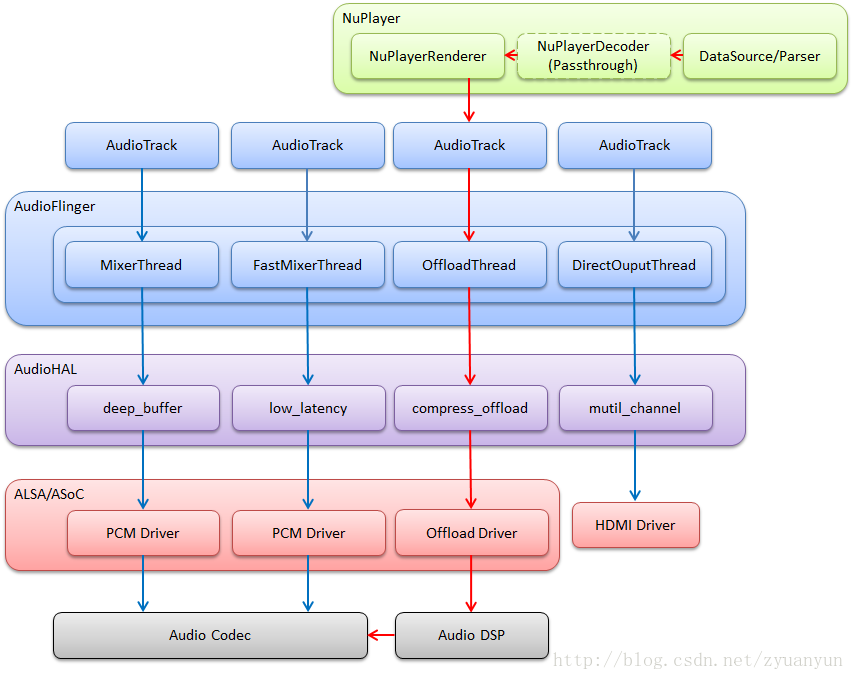 NuPlayer
NuPlayerRenderer
NuPlayerDecoder
(Passthrough)
DataSource/Parser
AudioTrack
AudioTrack
AudioTrack
AudioTrack
AudioFlinger
MixerThread
FastMixerThread
OffloadThread
DirectOuputThread
AudioHAL
deep_buffer
low_latency
compress_offload
mutil_channel
ALSA/ASoC
PCM Driver
PCM Driver
Offload Driver
HDMI Driver
Audio Codec
Audio DSP
http://blog.csdn.net/zyuanyun